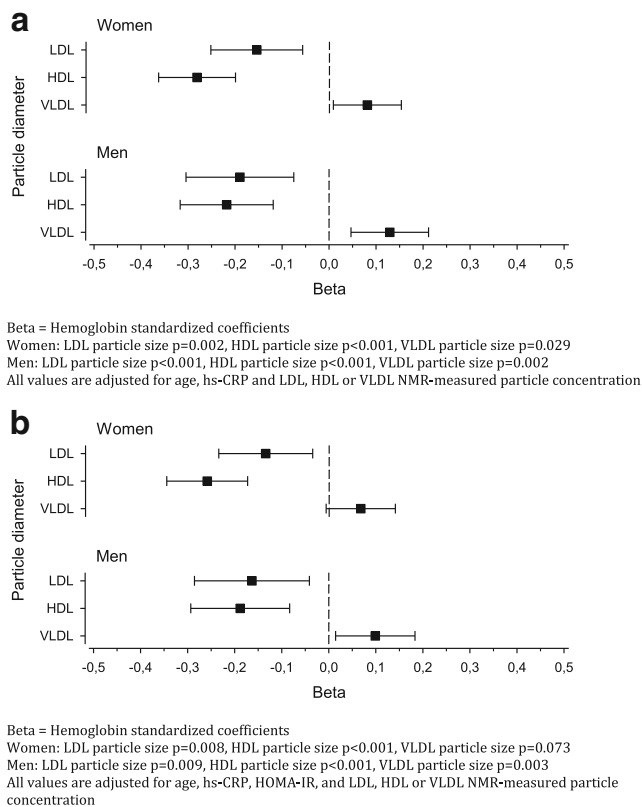 a
Women
LDL
HDL
VLDL
Men
LDL
HDL
VLDL
Particle diameter
-0,5 -0,4 -0,3 -0,2 -0,1 0,0 0,1 0,2 0,3 0,4 0,5
Beta
Beta = Hemoglobin standardized coefficients
Women: LDL particle size p=0.002, HDL particle size p<0.001, VLDL particle size p=0.029
Men: LDL particle size p<0.001, HDL particle size p<0.001, VLDL particle size p=0.002
All values are adjusted for age, hs-CRP and LDL, HDL or VLDL NMR-measured particle concentration
b
Women
LDL
HDL
VLDL
Men
LDL
HDL
VLDL
Particle diameter
-0,5 -0,4 -0,3 -0,2 -0,1 0,0 0,1 0,2 0,3 0,4 0,5
Beta
Beta = Hemoglobin standardized coefficients
Women: LDL particle size p=0.008, HDL particle size p<0.001, VLDL particle size p=0.073
Men: LDL particle size p=0.009, HDL particle size p<0.001, VLDL particle size p=0.003
All values are adjusted for age, hs-CRP, HOMA-IR, and LDL, HDL or VLDL NMR-measured particle
concentration